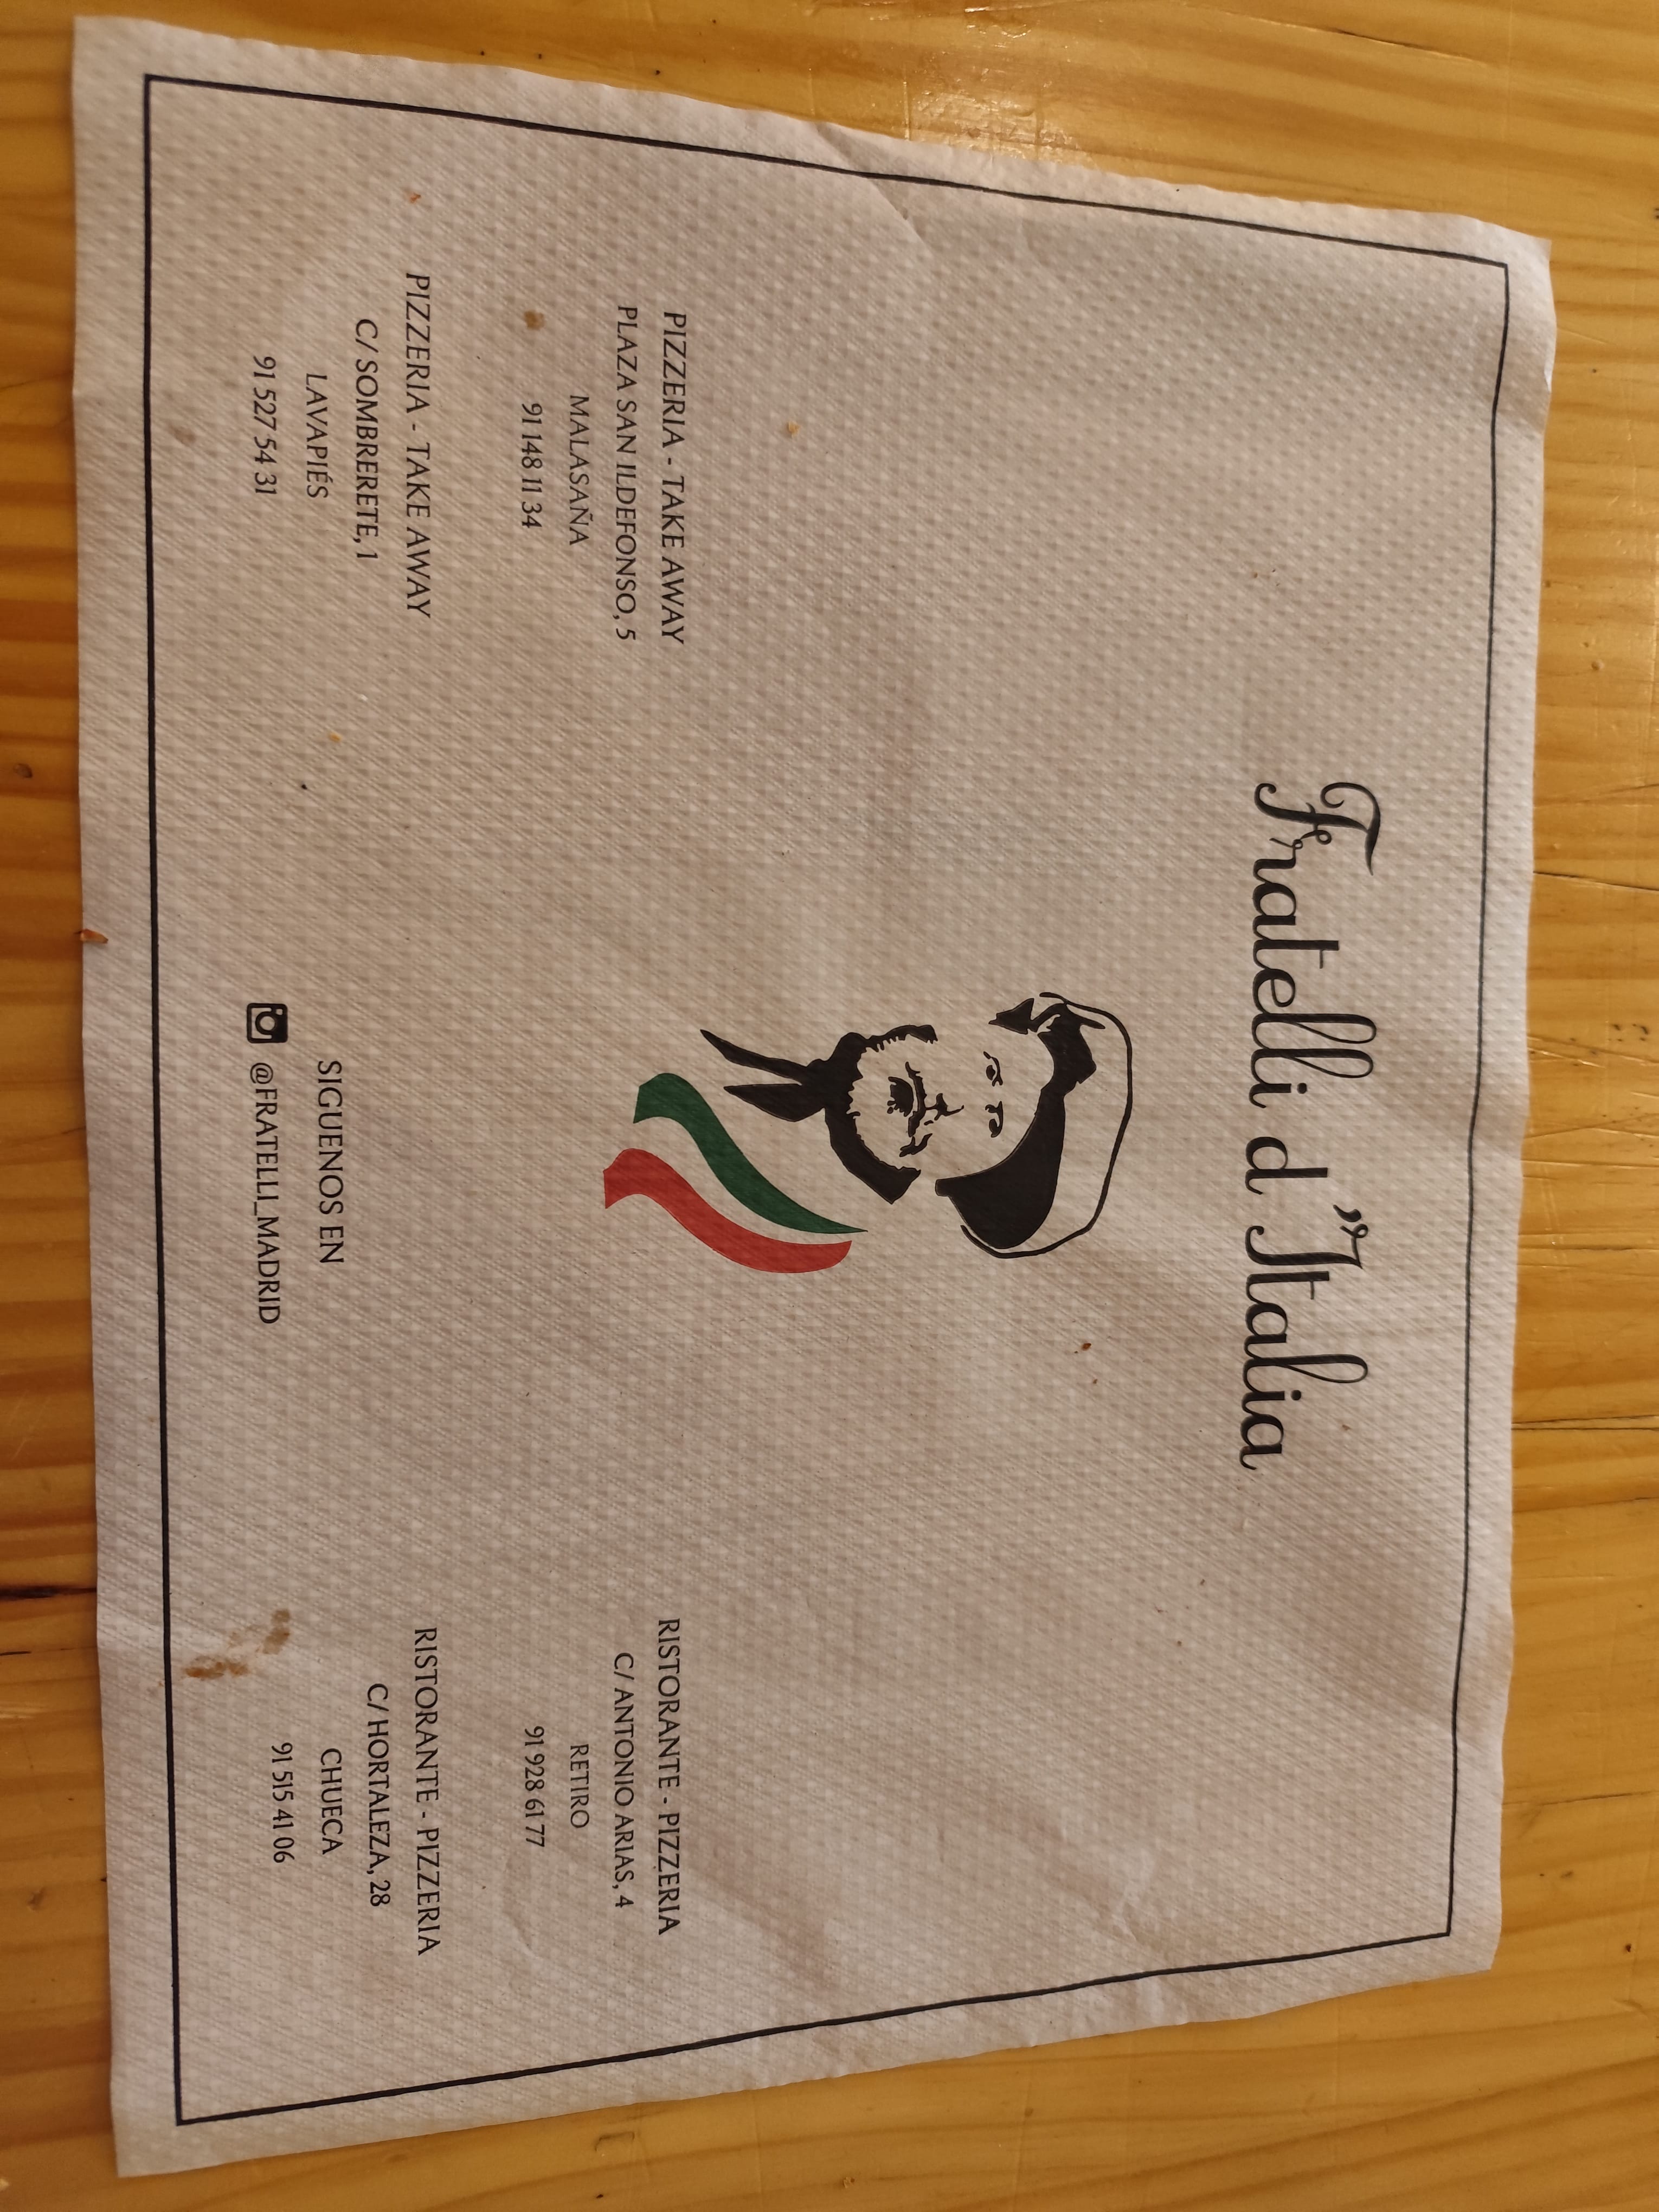 Fratelli d'Italia
PIZZERIA - TAKE AWAY
PLAZA SAN ILDEFONSO, 5
MALASAÑA
91 148 11 34
PIZZERIA - TAKE AWAY
C/ SOMBRERETE, 1
LAVAPIÉS
91 527 54 31
SIGUENOS EN
@FRATELLI_MADRID
RISTORANTE - PIZZERIA
C/ ANTONIO ARIAS, 4
RETIRO
91 928 61 77
RISTORANTE - PIZZERIA
C/ HORTALEZA, 28
CHUECA
91 515 41 06